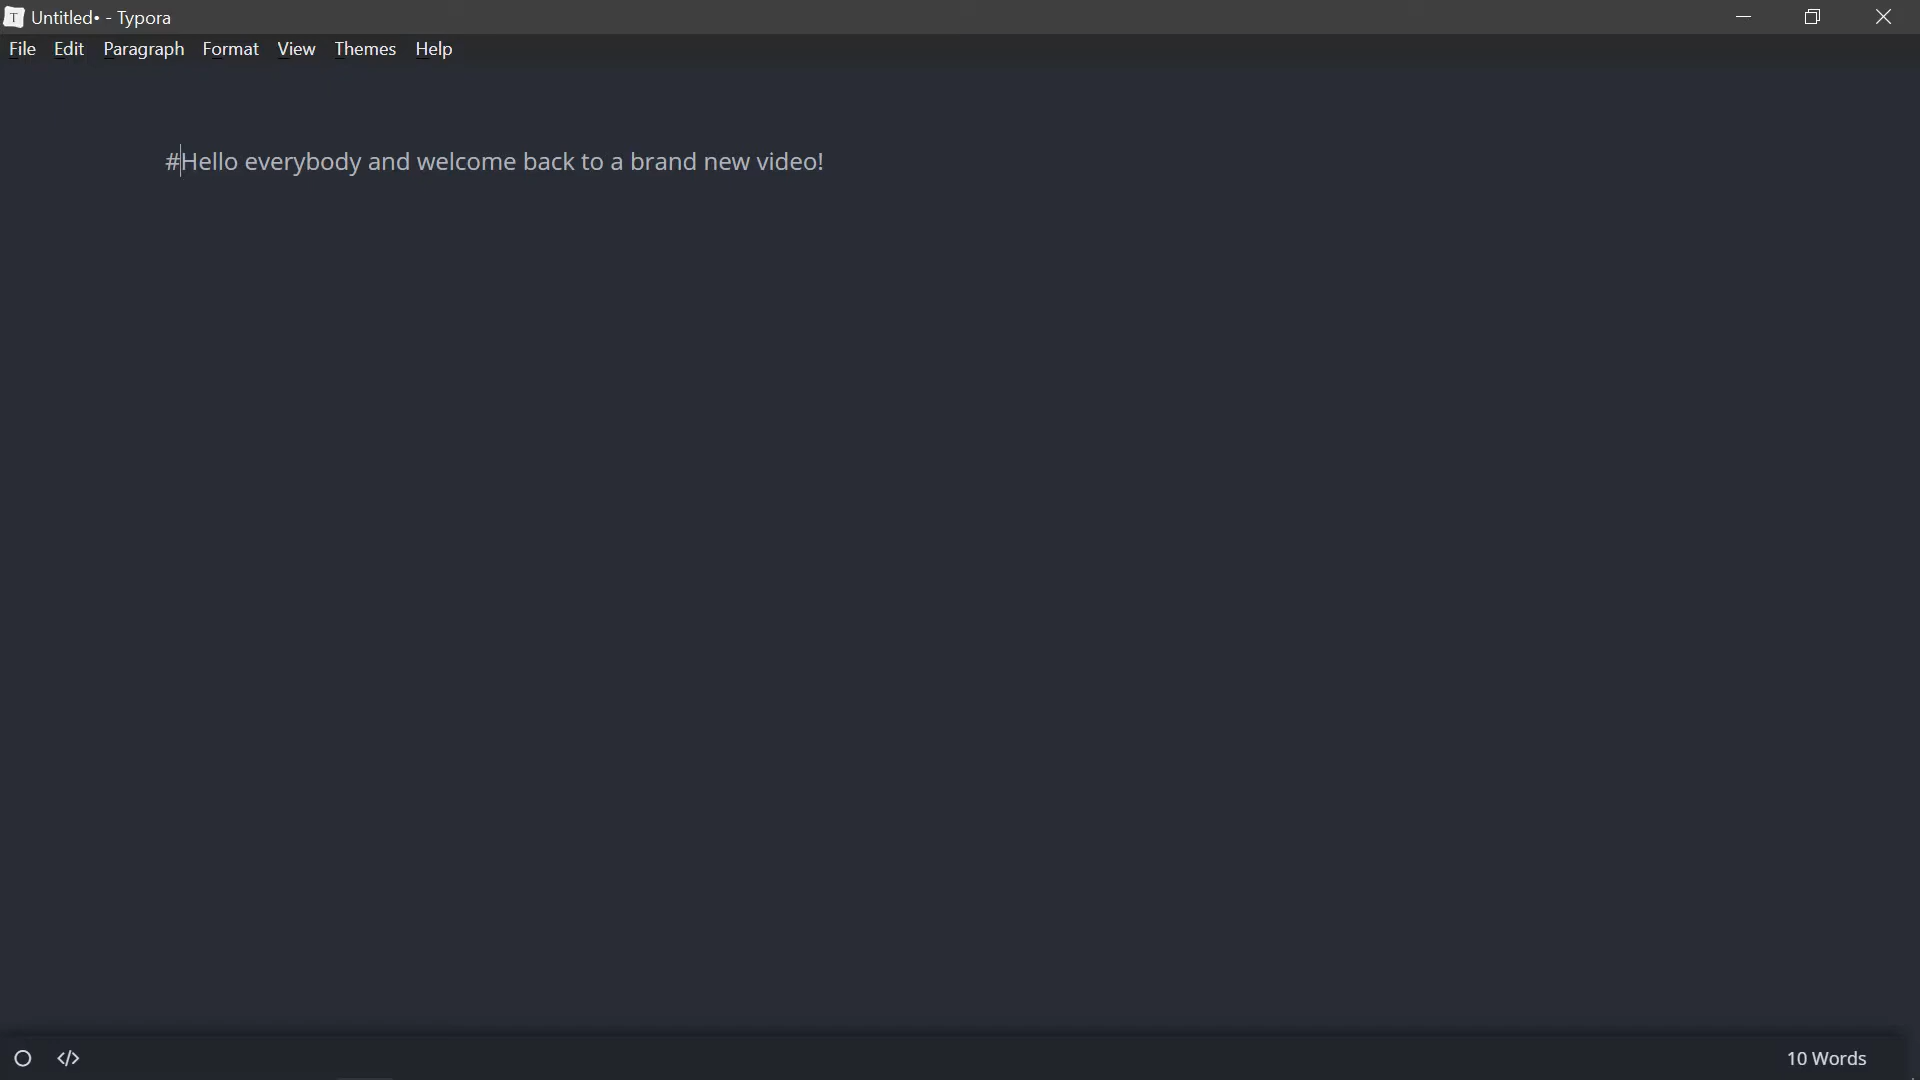 T Untitled• - Typora
File Edit Paragraph Format View Themes Help
#Hello everybody and welcome back to a brand new video!
</> 10 Words